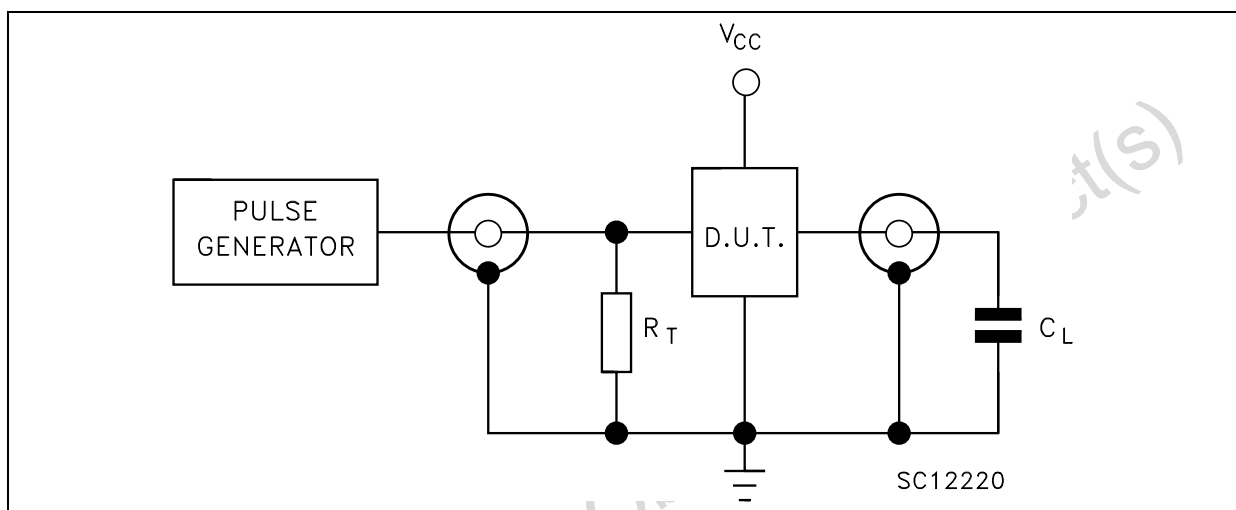 VCC
PULSE
GENERATOR
D.U.T.
RT
CL
SC12220